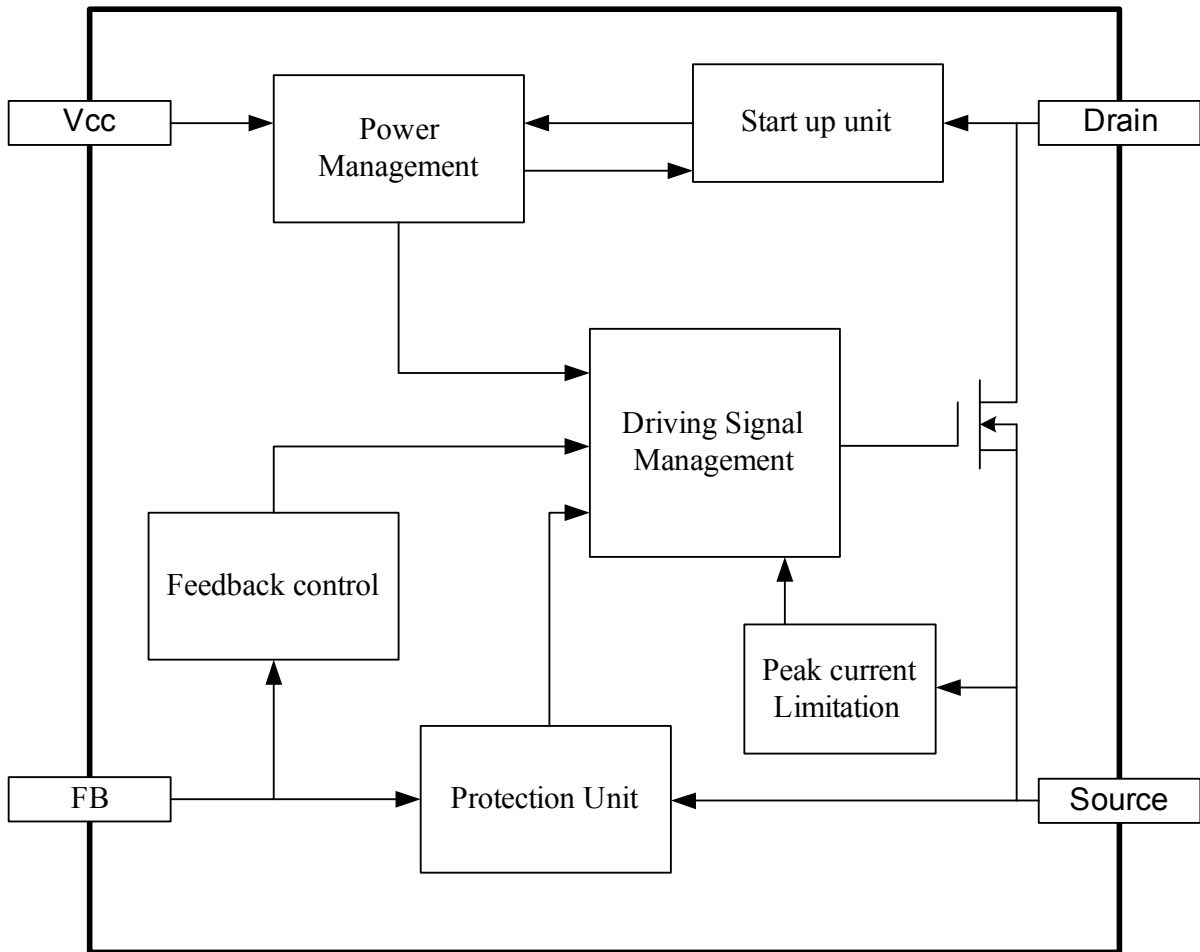 Vcc
Power
Management
Start up unit
Drain
Driving Signal
Management
Feedback control
Peak current
Limitation
FB
Protection Unit
Source